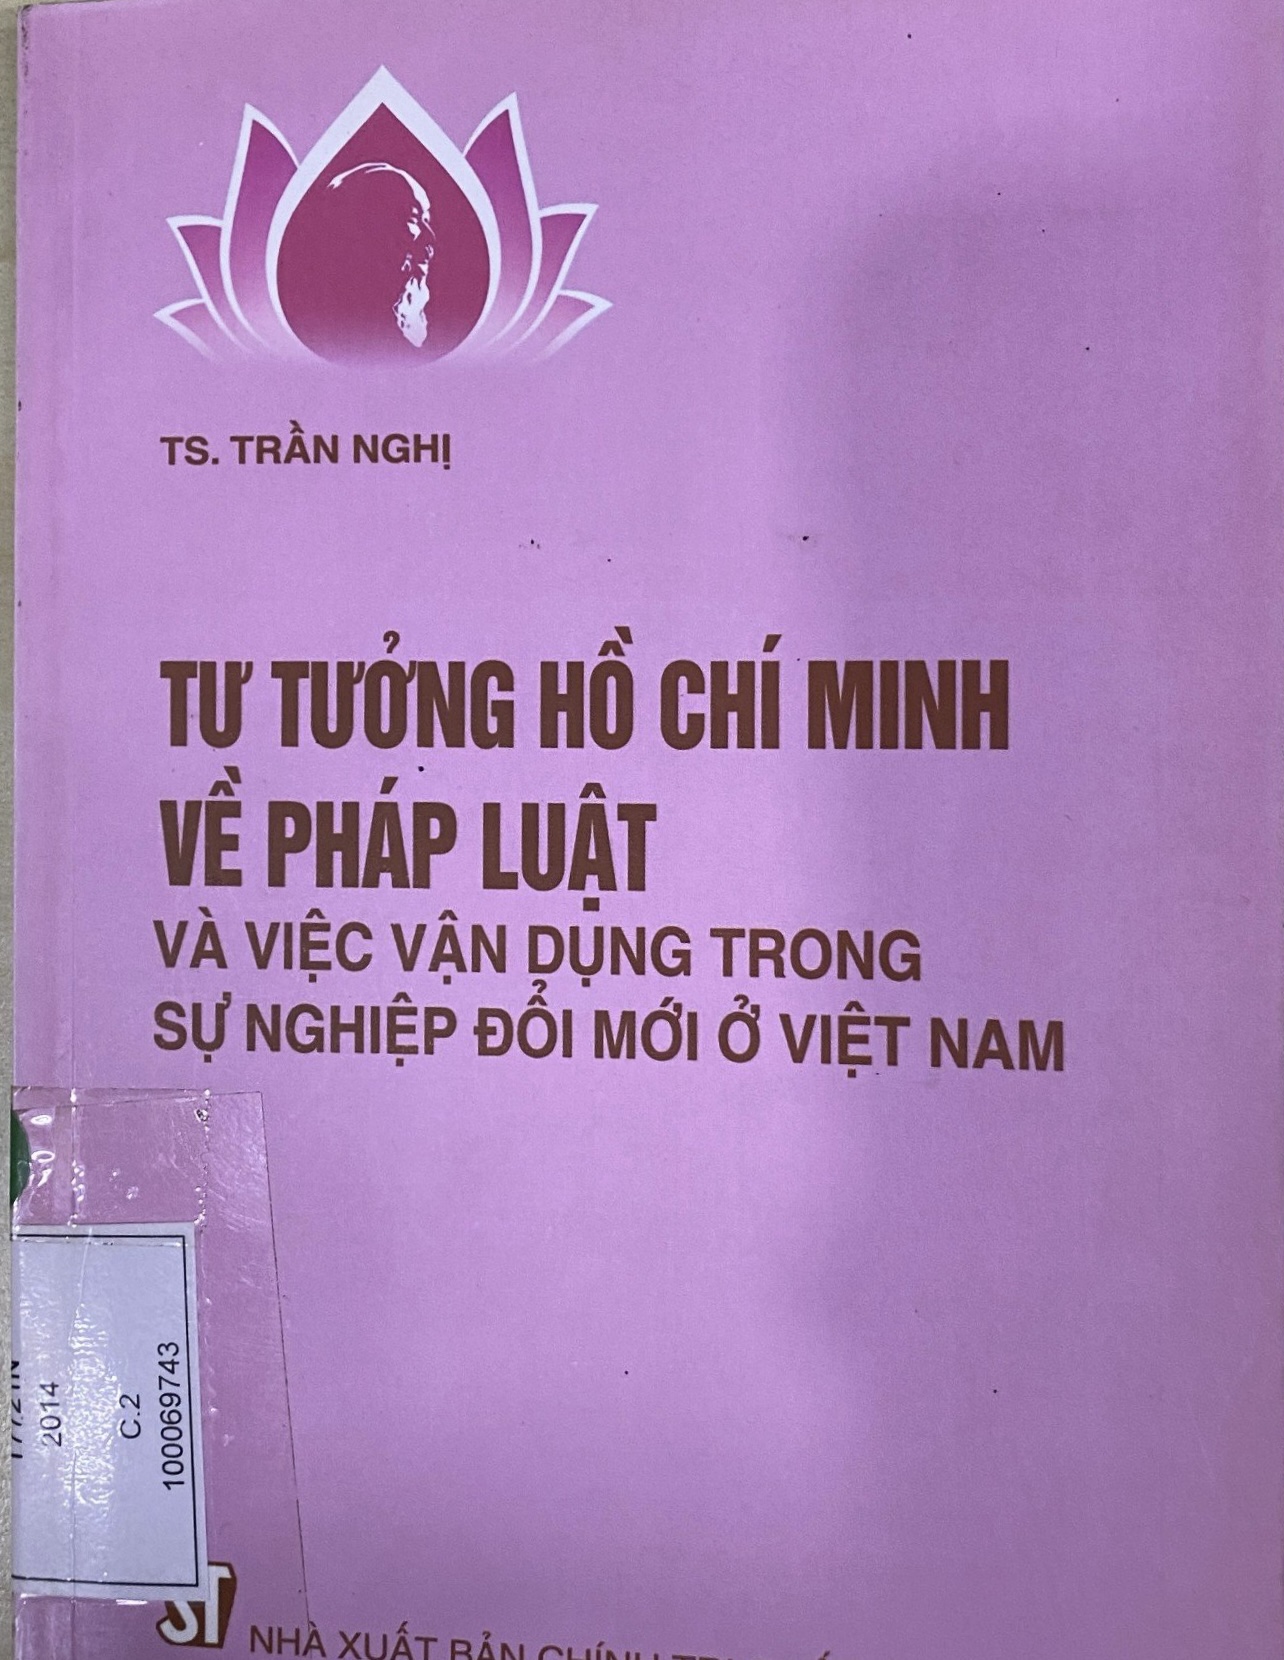 TS. TRẦN NGHỊ
TƯ TƯỞNG HỒ CHÍ MINH
VỀ PHÁP LUẬT
VÀ VIỆC VẬN DỤNG TRONG
SỰ NGHIỆP ĐỔI MỚI Ở VIỆT NAM
2014
C.2
100069743
ST
NHÀ XUẤT BẢN CHÍNH